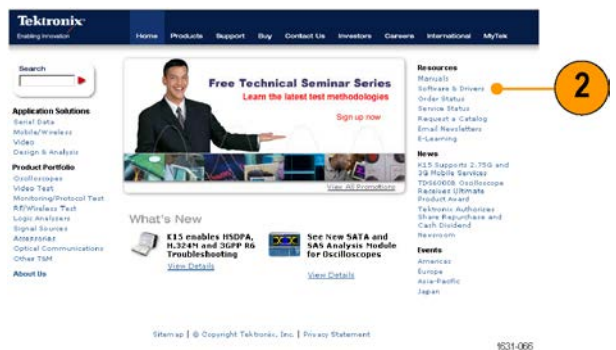 Tektronix
Enabling Innovation
Home Products Support Buy Contact Us Investors Careers International MyTek
Search
Application Solutions
Serial Data
Mobile/Wireless
Video
Design & Analysis
Product Portfolio
Oscilloscopes
Video Test
Monitoring/Protocol Test
RF/Wireless Test
Logic Analyzers
Signal Sources
Accessories
Optical Communications
Other T&M
About Us
Free Technical Seminar Series
Learn the latest test methodologies
Sign up now
View All Promotions
What's New
K15 enables HSDPA,
H.324M and 3GPP R6
Troubleshooting
View Details
See New SATA and
SAS Analysis Module
for Oscilloscopes
View Details
Resources
Manuals
Software & Drivers
Order Status
Service Status
Request a Catalog
Email Newsletters
E-Learning
News
K15 Supports 2.75G and
3G Mobile Services
TDS6000B Oscilloscope
Receives Ultimate
Product Award
Tektronix Authorizes
Share Repurchase and
Cash Dividend
Newsroom
Events
Americas
Europe
Asia-Pacific
Japan
2
Sitemap | © Copyright Tektronix, Inc. | Privacy Statement
1631-066